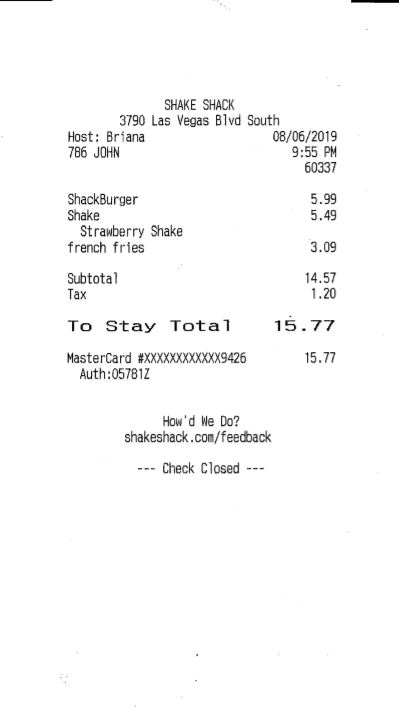 SHAKE SHACK
3790 Las Vegas Blvd South
Host: Briana 08/06/2019
786 JOHN 9:55 PM
60337
ShackBurger 5.99
Shake 5.49
Strawberry Shake
french fries 3.09
Subtotal 14.57
Tax 1.20
To Stay Total 15.77
MasterCard #XXXXXXXXXXXX9426 15.77
Auth:05781Z
How'd We Do?
shakeshack.com/feedback
--- Check Closed ---